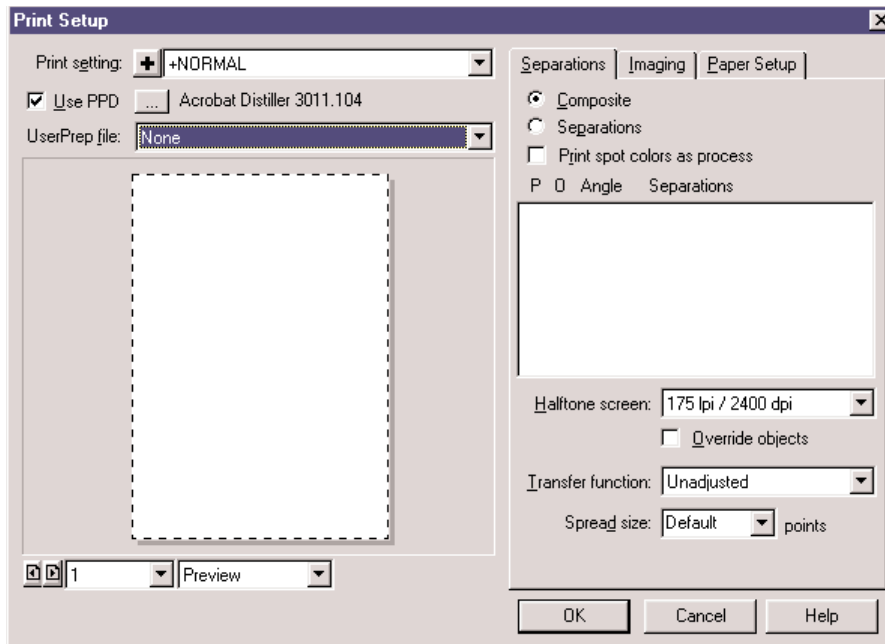 Print Setup
Print setting: +NORMAL
Use PPD ... Acrobat Distiller 3011.104
UserPrep file: None
1 Preview
Separations Imaging Paper Setup
Composite
Separations
Print spot colors as process
P O Angle Separations
Halftone screen: 175 lpi / 2400 dpi
Override objects
Transfer function: Unadjusted
Spread size: Default points
OK Cancel Help